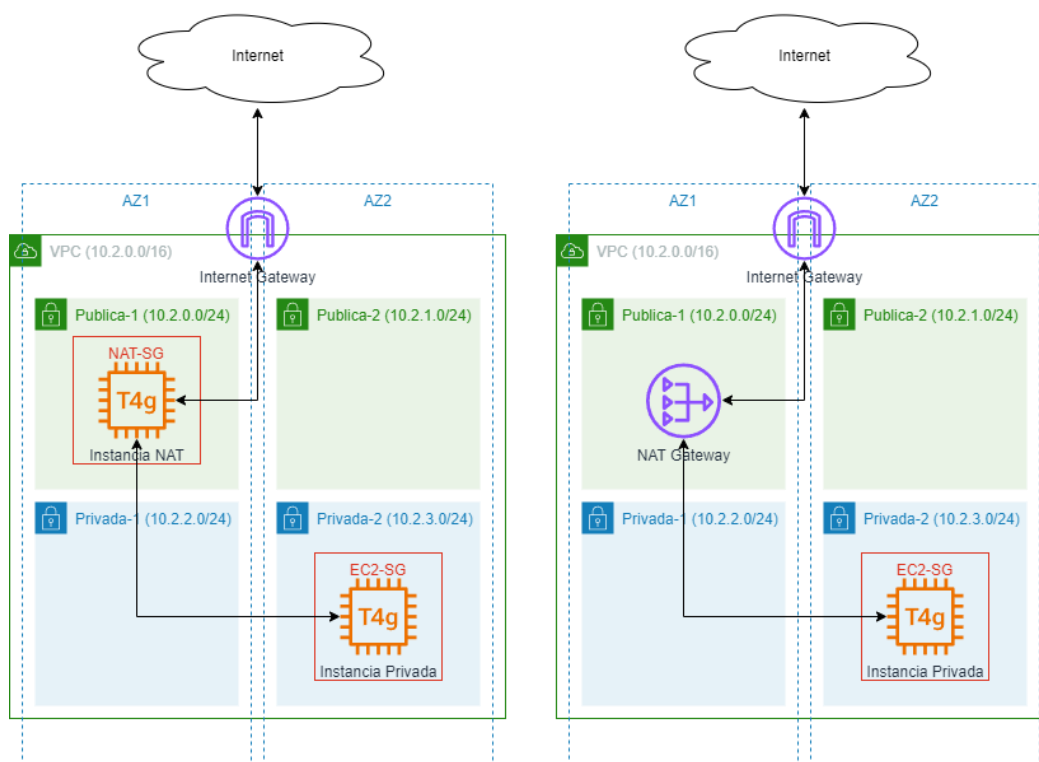 Internet
AZ1
AZ2
VPC (10.2.0.0/16)
Internet Gateway
Publica-1 (10.2.0.0/24)
Publica-2 (10.2.1.0/24)
NAT-SG
T4g
Instancia NAT
Privada-1 (10.2.2.0/24)
Privada-2 (10.2.3.0/24)
EC2-SG
T4g
Instancia Privada
Internet
AZ1
AZ2
VPC (10.2.0.0/16)
Internet Gateway
Publica-1 (10.2.0.0/24)
Publica-2 (10.2.1.0/24)
NAT Gateway
Privada-1 (10.2.2.0/24)
Privada-2 (10.2.3.0/24)
EC2-SG
T4g
Instancia Privada